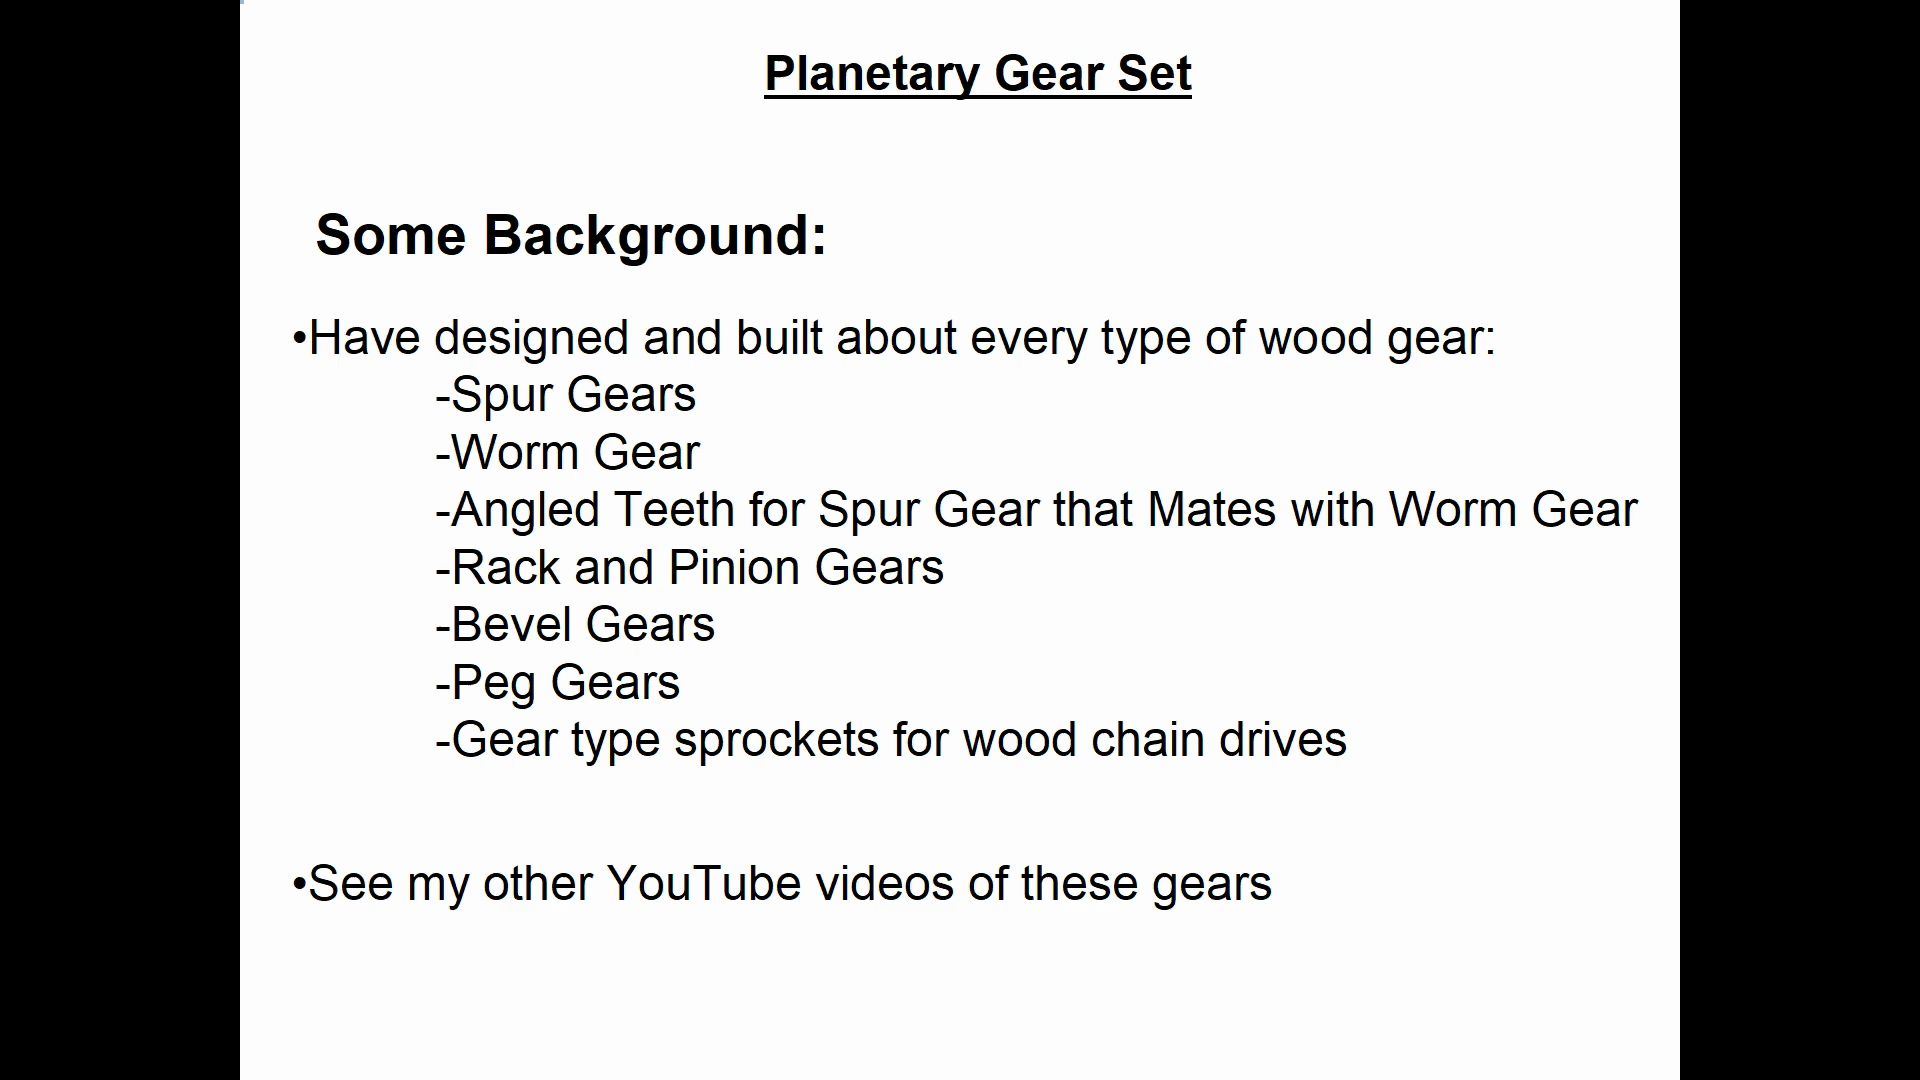 Planetary Gear Set
Some Background:
•Have designed and built about every type of wood gear:
-Spur Gears
-Worm Gear
-Angled Teeth for Spur Gear that Mates with Worm Gear
-Rack and Pinion Gears
-Bevel Gears
-Peg Gears
-Gear type sprockets for wood chain drives
•See my other YouTube videos of these gears